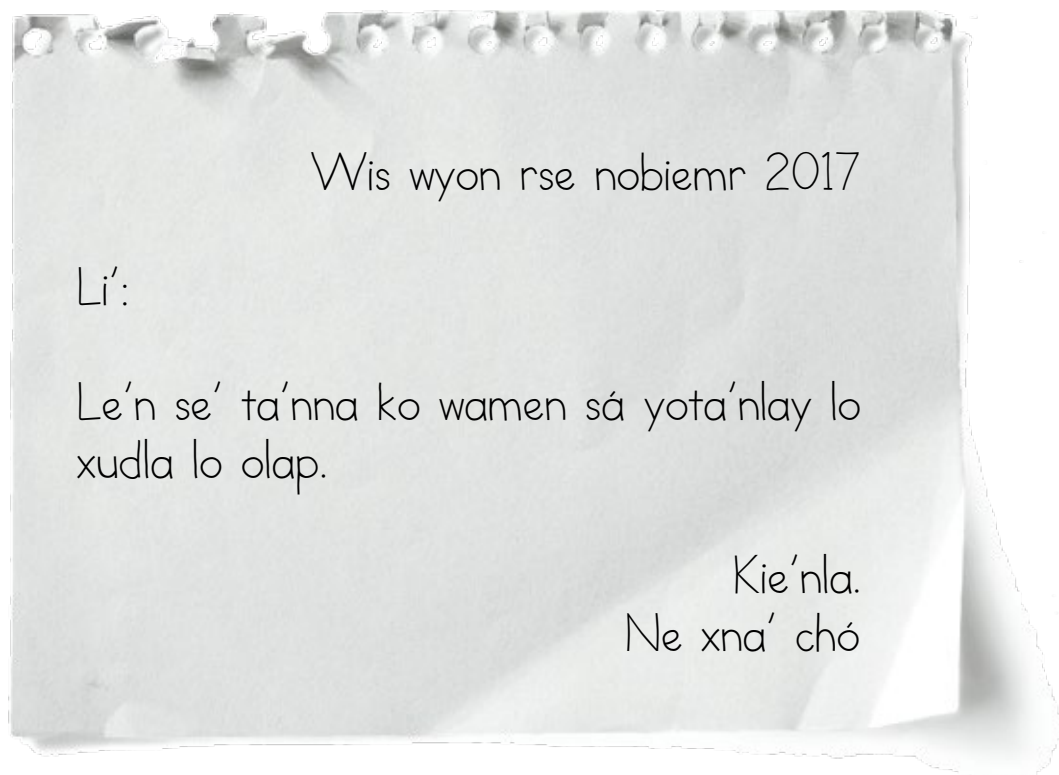 Wis wyon rse nobiemr 2017
Li’:
Le’n se’ ta’nna ko wamen sá yota’nlay lo
xudla lo olap.
Kie’nla.
Ne xna’ chó